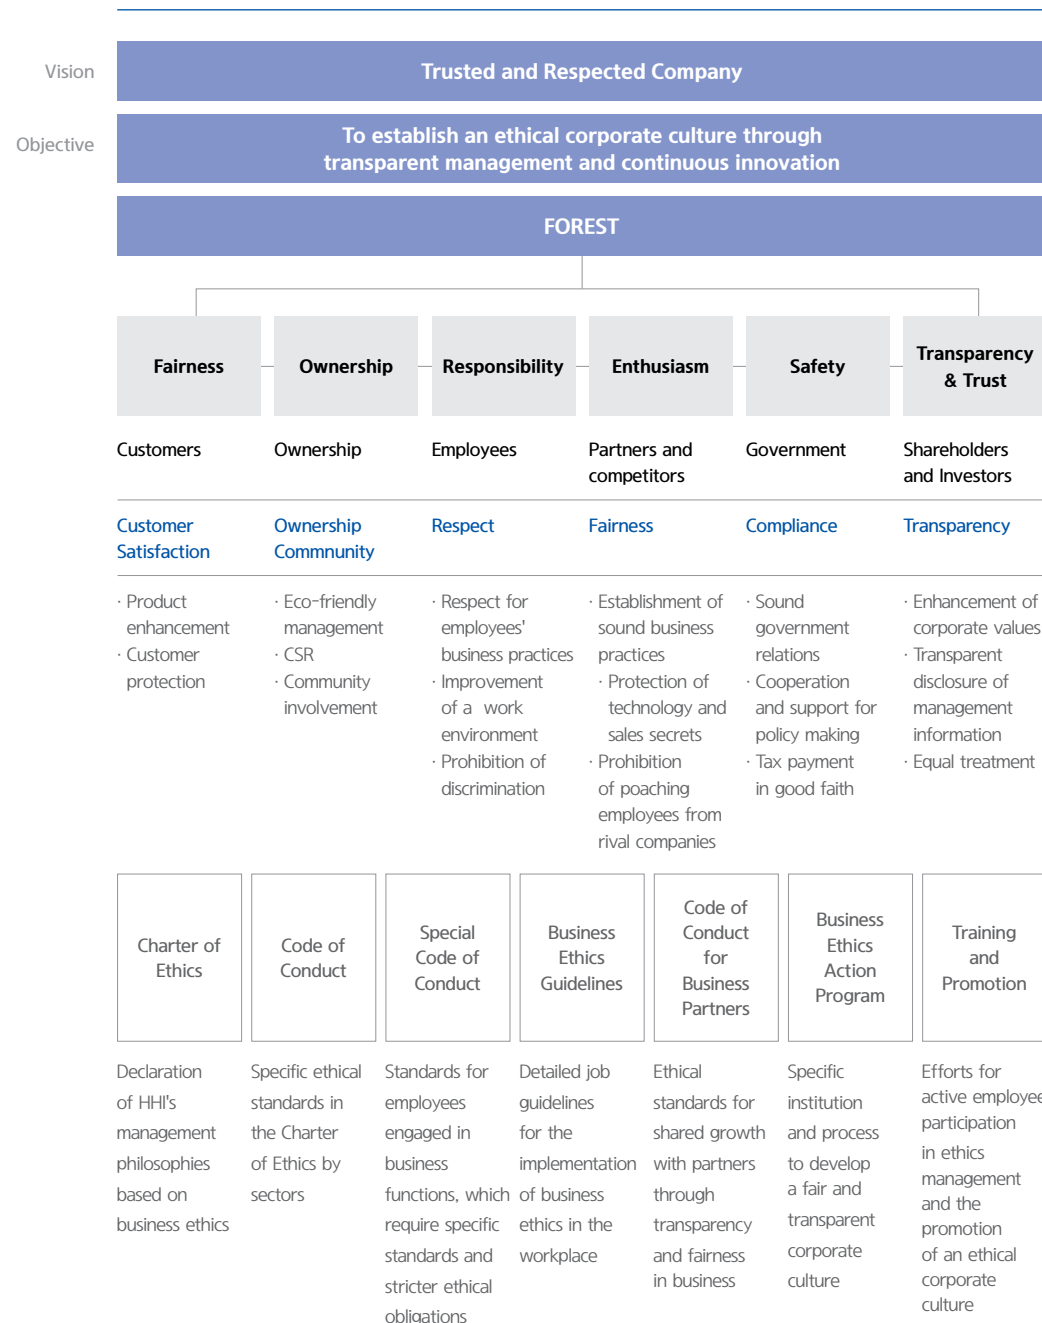 Vision
Trusted and Respected Company
Objective
To establish an ethical corporate culture through
transparent management and continuous innovation
FOREST
Fairness
Ownership
Responsibility
Enthusiasm
Safety
Transparency
& Trust
Customers
Ownership
Employees
Partners and
competitors
Government
Shareholders
and Investors
Customer
Satisfaction
Ownership
Commnunity
Respect
Fairness
Compliance
Transparency
· Product
enhancement
· Customer
protection
· Eco-friendly
management
· CSR
· Community
involvement
· Respect for
employees'
business practices
· Improvement
of a work
environment
· Prohibition of
discrimination
· Establishment of
sound business
practices
· Protection of
technology and
sales secrets
· Prohibition
of poaching
employees from
rival companies
· Sound
government
relations
· Cooperation
and support for
policy making
· Tax payment
in good faith
· Enhancement of
corporate values
· Transparent
disclosure of
management
information
· Equal treatment
Charter of
Ethics
Code of
Conduct
Special
Code of
Conduct
Business
Ethics
Guidelines
Code of
Conduct
for
Business
Partners
Business
Ethics
Action
Program
Training
and
Promotion
Declaration
of HHI's
management
philosophies
based on
business ethics
Specific ethical
standards in
the Charter
of Ethics by
sectors
Standards for
employees
engaged in
business
functions, which
require specific
standards and
stricter ethical
obligations
Detailed job
guidelines
for the
implementation
of business
ethics in the
workplace
Ethical
standards for
shared growth
with partners
through
transparency
and fairness
in business
Specific
institution
and process
to develop
a fair and
transparent
corporate
culture
Efforts for
active employee
participation
in ethics
management
and the
promotion
of an ethical
corporate
culture